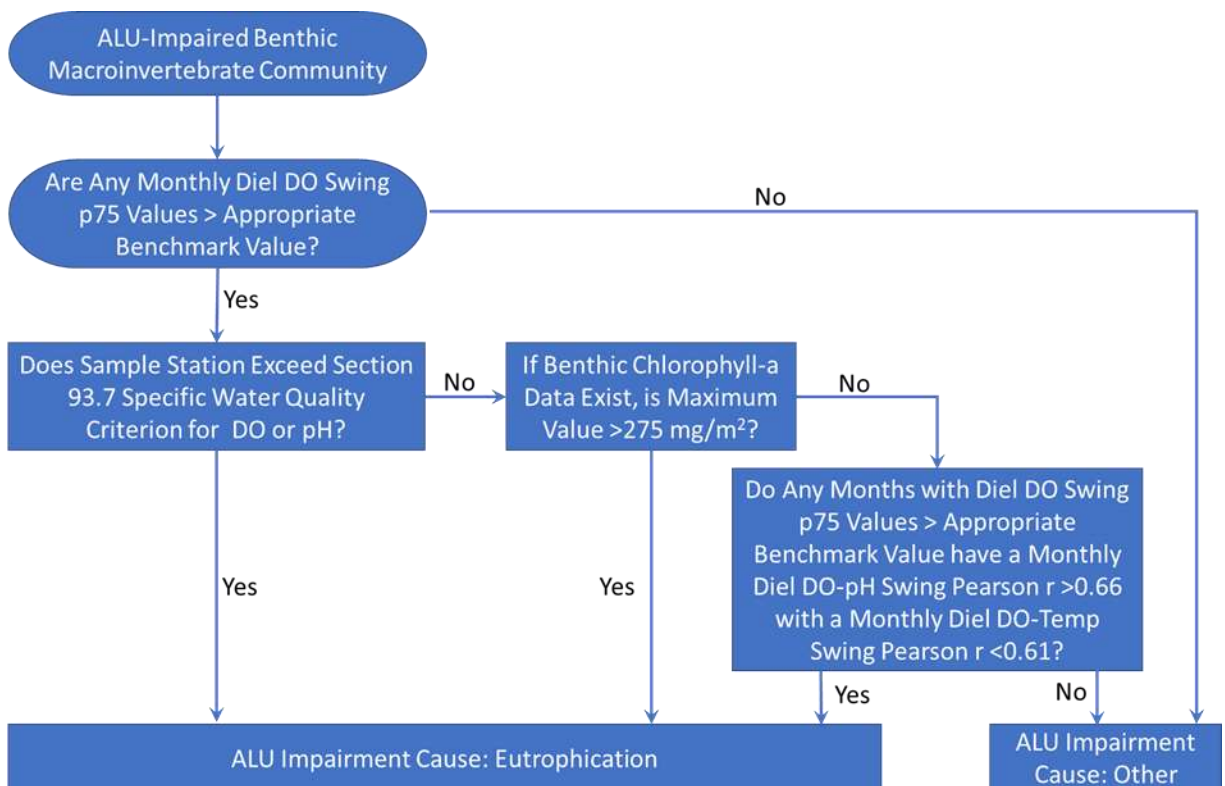 ALU-Impaired Benthic
Macroinvertebrate Community
Are Any Monthly Diel DO Swing
p75 Values > Appropriate
Benchmark Value?
No
Yes
Does Sample Station Exceed Section
93.7 Specific Water Quality
Criterion for DO or pH?
No
If Benthic Chlorophyll-a
Data Exist, is Maximum
Value >275 mg/m²?
No
Do Any Months with Diel DO Swing
p75 Values > Appropriate
Benchmark Value have a Monthly
Diel DO-pH Swing Pearson r >0.66
with a Monthly Diel DO-Temp
Swing Pearson r <0.61?
Yes
Yes
Yes
No
ALU Impairment Cause: Eutrophication
ALU Impairment
Cause: Other